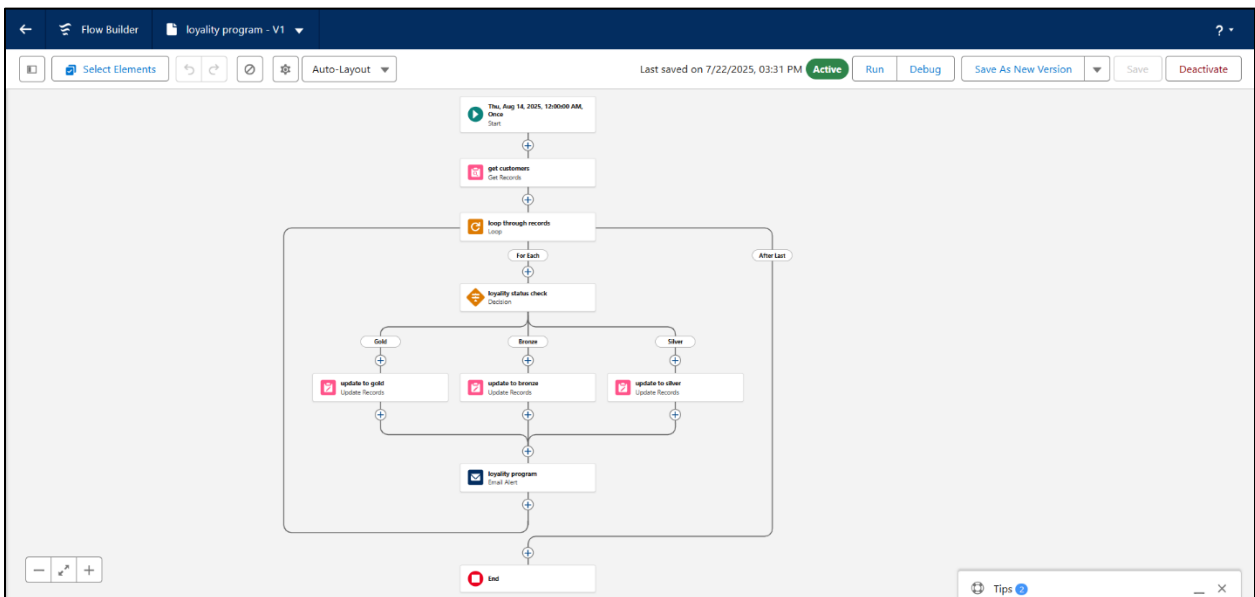 Flow Builder
loyality program - V1
?
Select Elements
Auto-Layout
Last saved on 7/22/2025, 03:31 PM
Active
Run
Debug
Save As New Version
Save
Deactivate
Thu, Aug 14, 2025, 12:00:00 AM,
Once
Start
get customers
Get Records
loop through records
Loop
For Each
After Last
loyality status check
Decision
Gold
Bronze
Silver
update to gold
Update Records
update to bronze
Update Records
update to silver
Update Records
loyality program
Email Alert
End
Tips 2